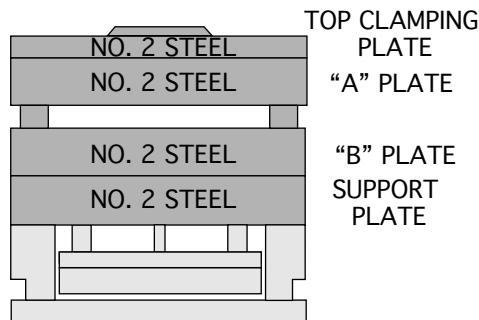 TOP CLAMPING
NO. 2 STEEL PLATE
NO. 2 STEEL “A” PLATE
NO. 2 STEEL “B” PLATE
NO. 2 STEEL SUPPORT
PLATE